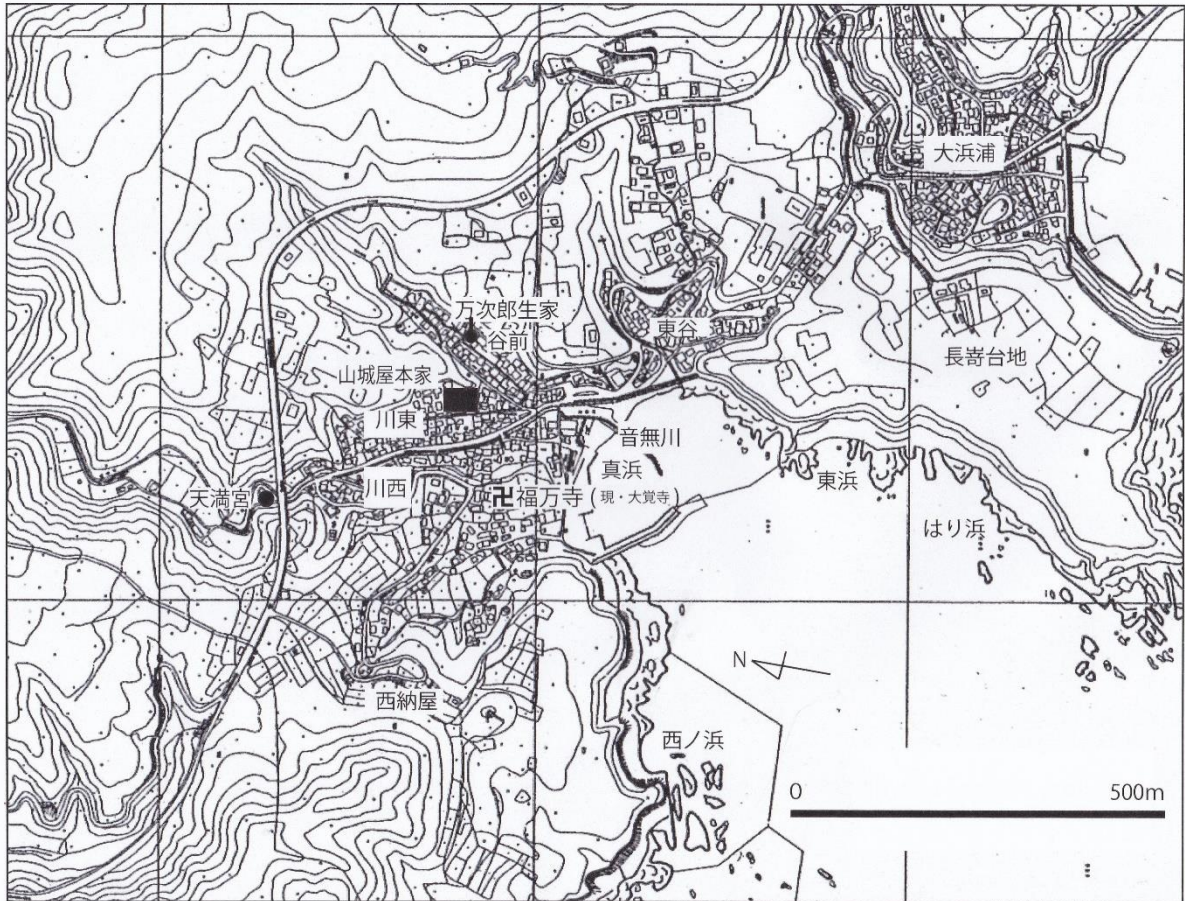 大浜浦
万次郎生家
谷前
東谷
長嵜台地
山城屋本家
川東
音無川
真浜
東浜
天満宮
川西
卍福万寺(現・大覚寺)
はり浜
N
西納屋
西ノ浜
0 500m